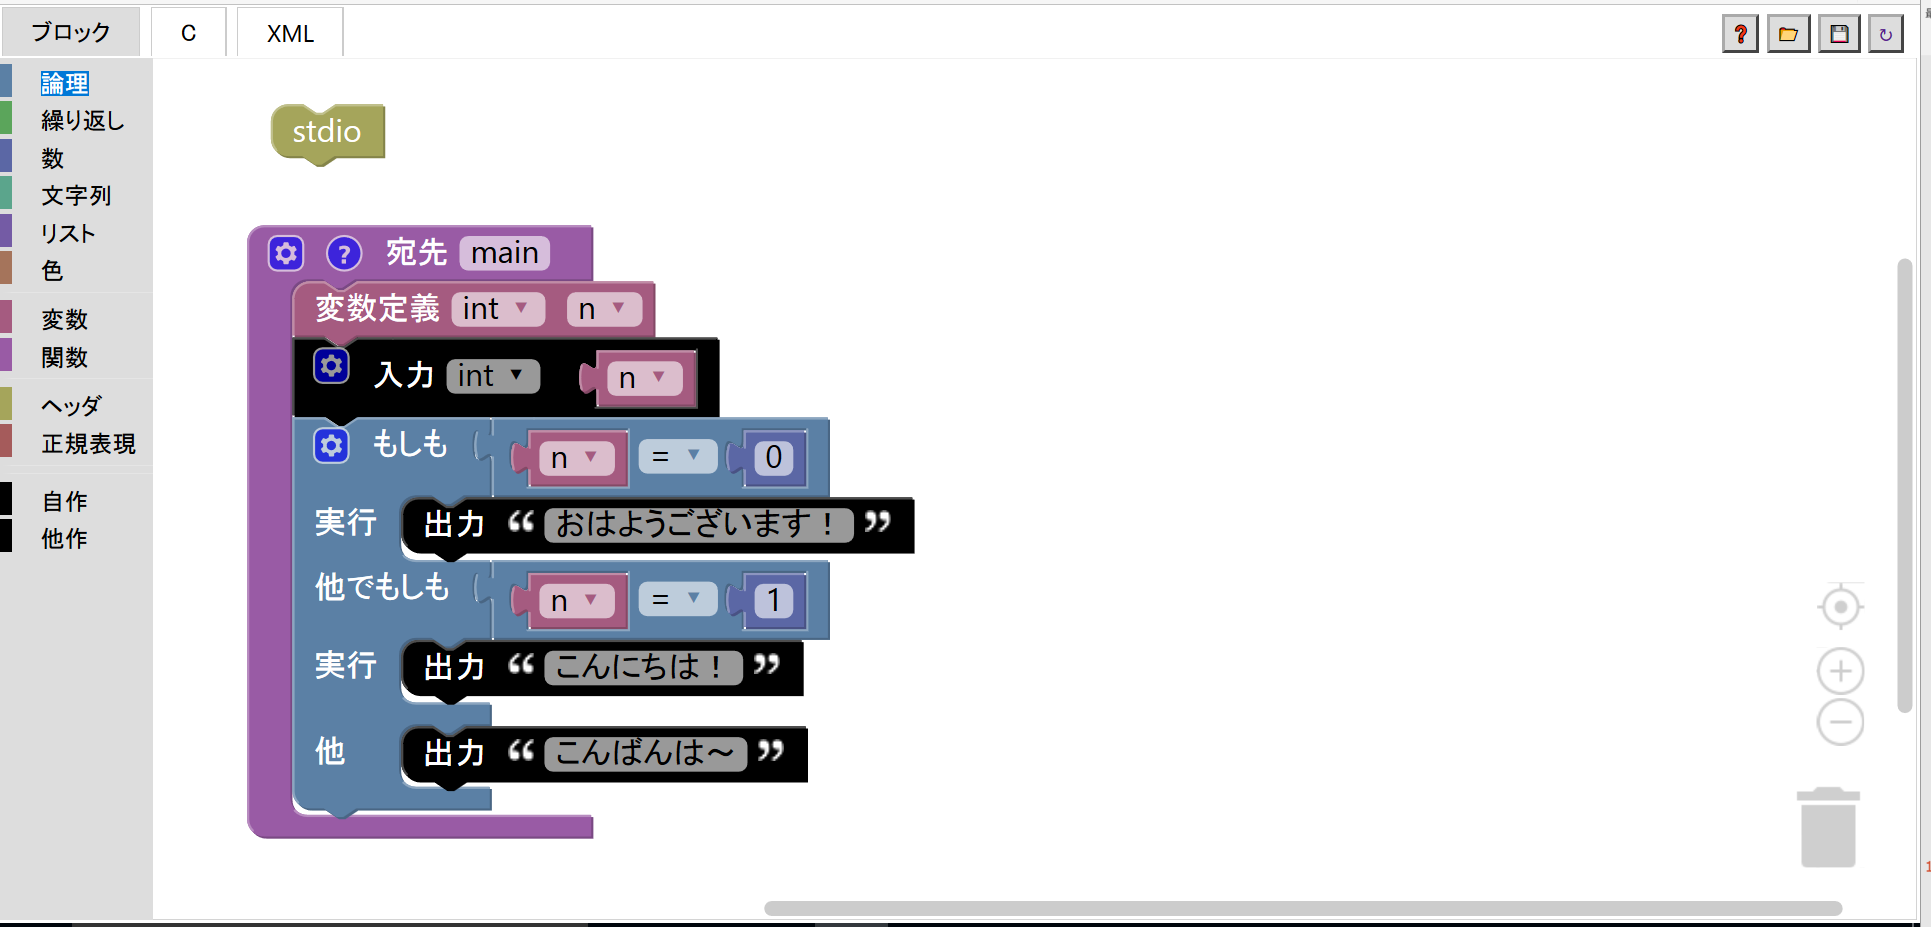 ブロック C XML
論理
繰り返し
数
文字列
リスト
色
変数
関数
ヘッダ
正規表現
自作
他作
stdio
? 宛先 main
変数定義 int n
入力 int n
もしも n = 0
実行 出力 “ おはようございます！ ”
他でもしも n = 1
実行 出力 “ こんにちは！ ”
他 出力 “ こんばんは～ ”